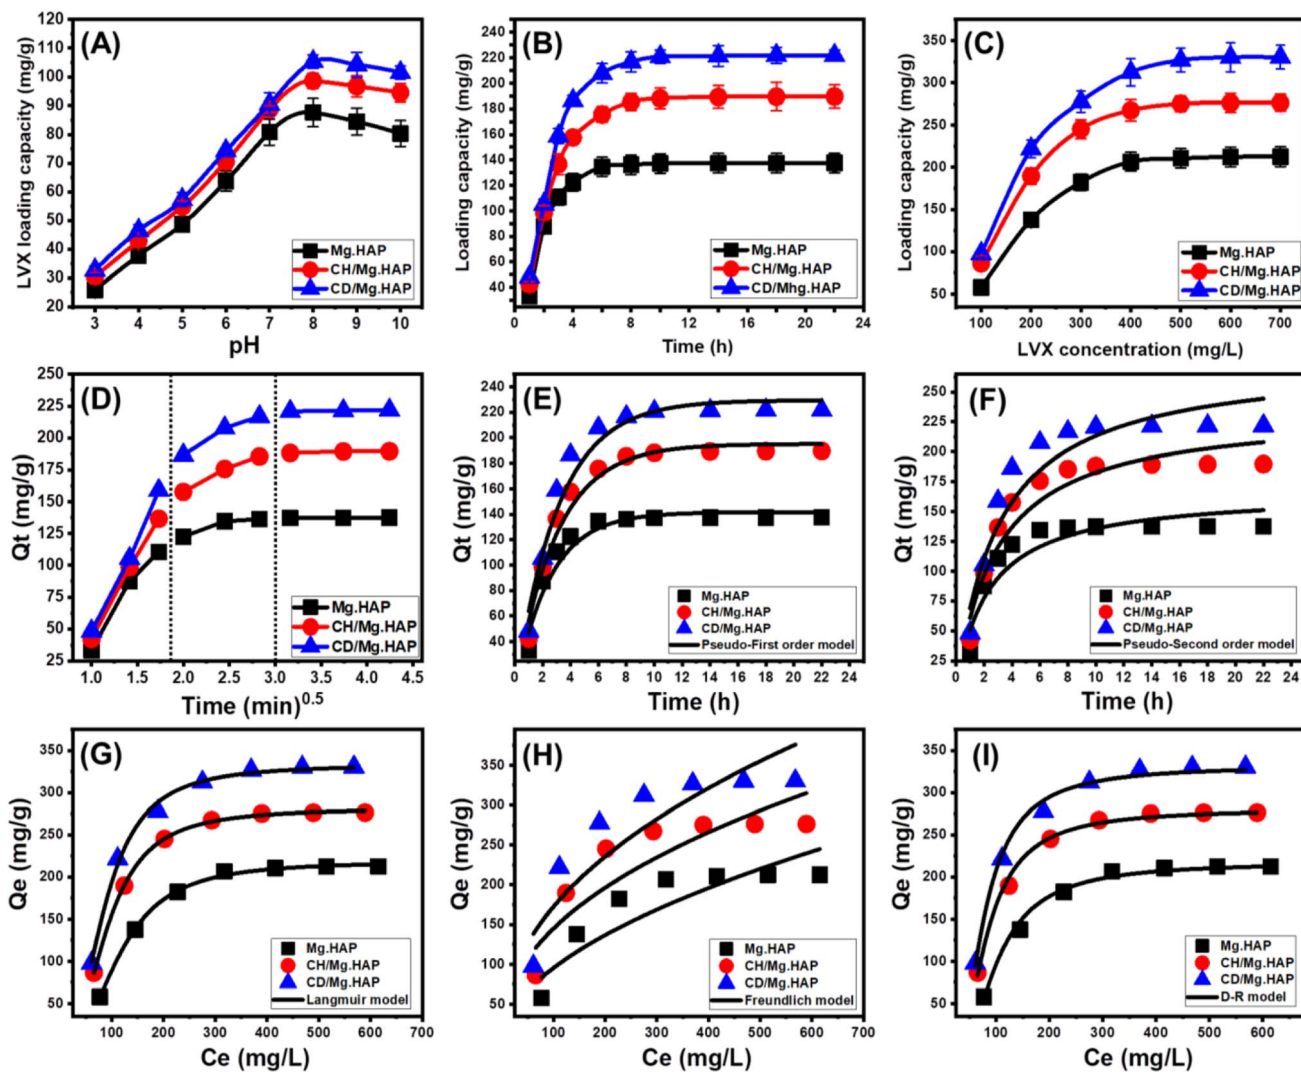 (A)
LVX loading capacity (mg/g)
120
110
100
90
80
70
60
50
40
30
20
Mg.HAP
CH/Mg.HAP
CD/Mg.HAP
3 4 5 6 7 8 9 10
pH
(B)
Loading capacity (mg/g)
220
200
180
160
140
120
100
80
60
40
Mg.HAP
CH/Mg.HAP
CD/Mhg.HAP
0 4 8 12 16 20 24
Time (h)
(C)
Loading capacity (mg/g)
350
300
250
200
150
100
50
Mg.HAP
CH/Mg.HAP
CD/Mg.HAP
100 200 300 400 500 600 700
LVX concentration (mg/L)
(D)
Qt (mg/g)
250
225
200
175
150
125
100
75
50
25
Mg.HAP
CH/Mg.HAP
CD/Mg.HAP
1.0 1.5 2.0 2.5 3.0 3.5 4.0 4.5
Time (min)0.5
(E)
Qt (mg/g)
240
220
200
180
160
140
120
100
80
60
40
Mg.HAP
CH/Mg.HAP
CD/Mg.HAP
Pseudo-First order model
0 2 4 6 8 10 12 14 16 18 20 22 24
Time (h)
(F)
Qt (mg/g)
250
225
200
175
150
125
100
75
50
25
Mg.HAP
CH/Mg.HAP
CD/Mg.HAP
Pseudo-Second order model
0 2 4 6 8 10 12 14 16 18 20 22 24
Time (h)
(G)
Qe (mg/g)
350
300
250
200
150
100
50
Mg.HAP
CH/Mg.HAP
CD/Mg.HAP
Langmuir model
100 200 300 400 500 600 700
Ce (mg/L)
(H)
Qe (mg/g)
350
300
250
200
150
100
50
Mg.HAP
CH/Mg.HAP
CD/Mg.HAP
Freundlich model
0 100 200 300 400 500 600 700
Ce (mg/L)
(I)
Qe (mg/g)
350
300
250
200
150
100
50
Mg.HAP
CH/Mg.HAP
CD/Mg.HAP
D-R model
100 200 300 400 500 600
Ce (mg/L)